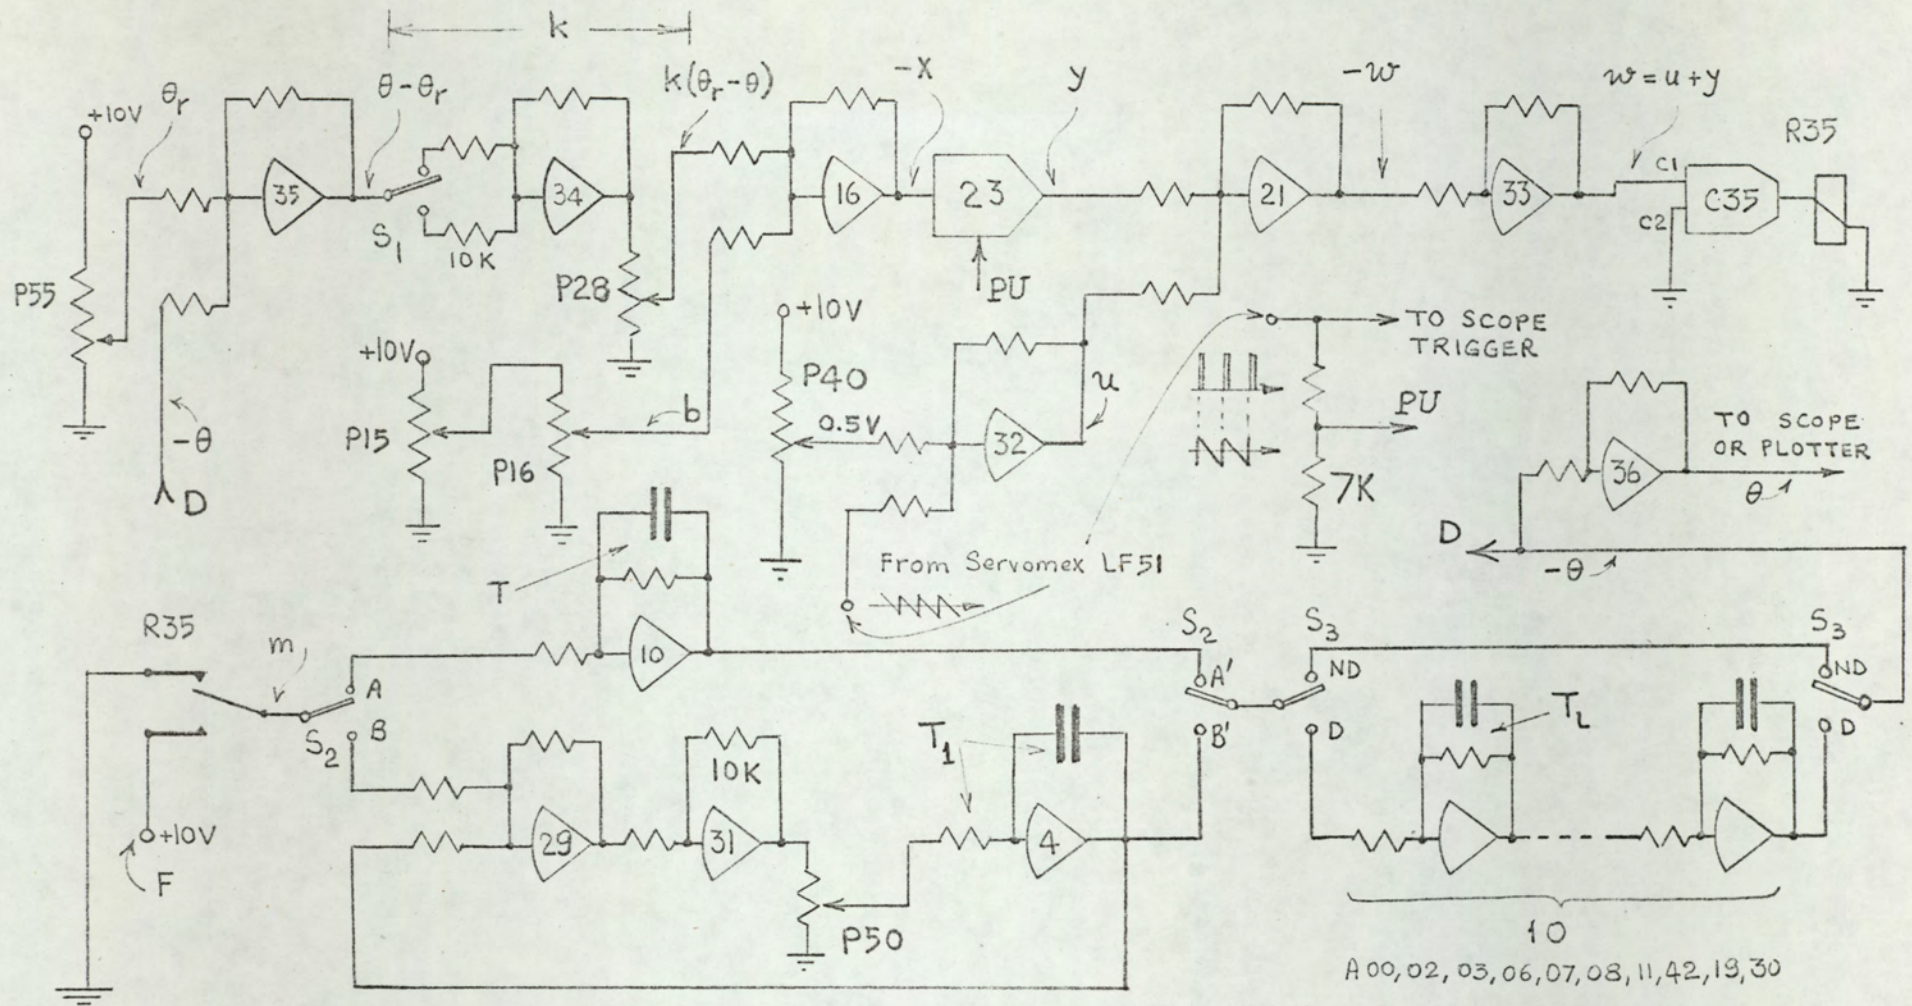 k
θr
θ-θr
k(θr-θ)
-X
y
-w
w=u+y
R35
+10V
35
S1
10K
34
P28
16
23
PU
21
33
C1
C2
C35
P55
-θ
D
+10V
P15
P16
b
+10V
P40
0.5V
32
u
TO SCOPE
TRIGGER
PU
7K
36
TO SCOPE
OR PLOTTER
θ
D
-θ
From Servomex LF51
T
10
R35
m
A
B
S2
+10V
F
29
10K
31
P50
T1
4
S2
A'
B'
S3
ND
D
TL
S3
ND
D
10
A00,02,03,06,07,08,11,42,19,30